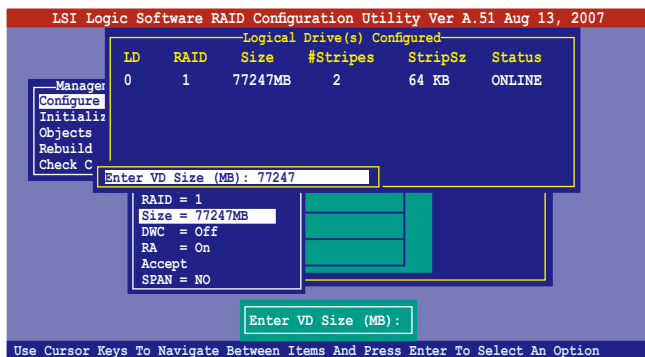 LSI Logic Software RAID Configuration Utility Ver A.51 Aug 13, 2007
Logical Drive(s) Configured
LD RAID Size #Stripes StripSz Status
0 1 77247MB 2 64 KB ONLINE
Managem
Configure
Initializ
Objects
Rebuild
Check C
Enter VD Size (MB): 77247
RAID = 1
Size = 77247MB
DWC = Off
RA = On
Accept
SPAN = NO
Enter VD Size (MB):
Use Cursor Keys To Navigate Between Items And Press Enter To Select An Option